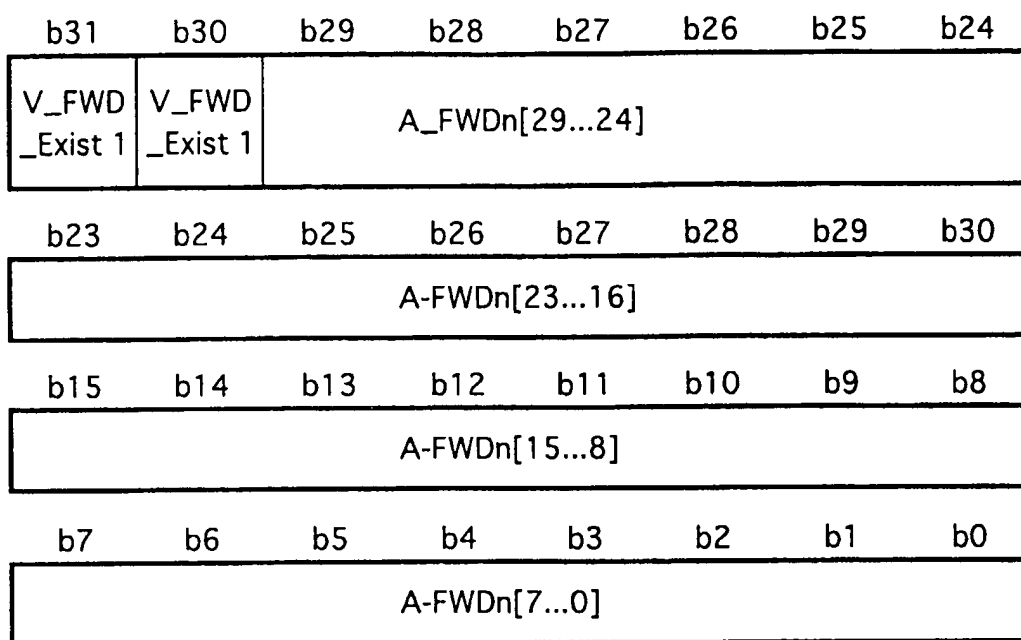 b31 b30 b29 b28 b27 b26 b25 b24
V_FWD V_FWD A_FWDn[29...24]
_Exist 1 _Exist 1
b23 b24 b25 b26 b27 b28 b29 b30
A-FWDn[23...16]
b15 b14 b13 b12 b11 b10 b9 b8
A-FWDn[15...8]
b7 b6 b5 b4 b3 b2 b1 b0
A-FWDn[7...0]